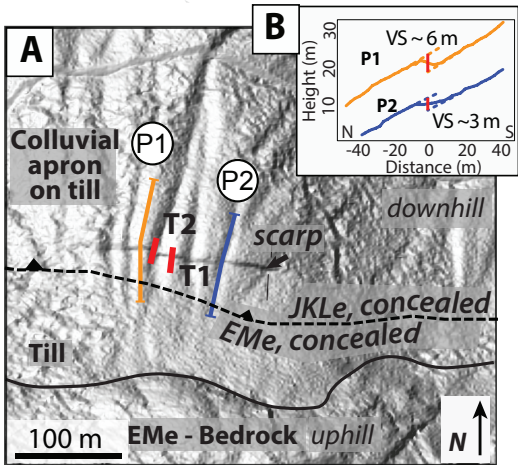 A
B
Height (m)
30
20
10
VS ~ 6 m
P1
P2
VS ~3 m
N
S
-40 -20 0 20 40
Distance (m)
Colluvial
apron
on till
P1
P2
T2
T1
scarp
downhill
JKLe, concealed
EMe, concealed
Till
100 m
EMe - Bedrock uphill
N